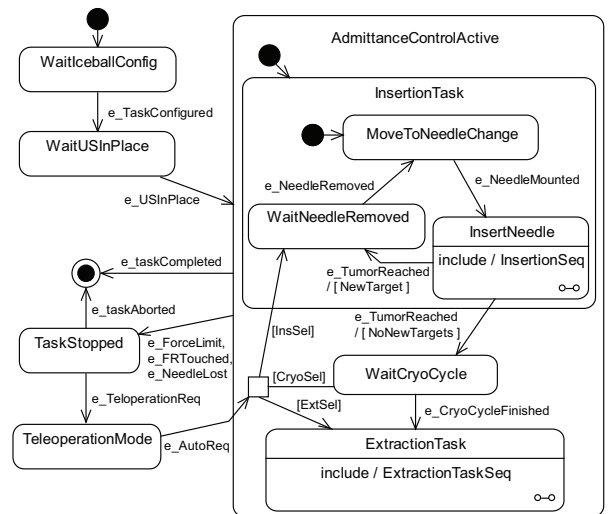 WaitIceballConfig
e_TaskConfigured
WaitUSInPlace
e_USInPlace
AdmittanceControlActive
InsertionTask
MoveToNeedleChange
e_NeedleRemoved
e_NeedleMounted
WaitNeedleRemoved
InsertNeedle
include / InsertionSeq
e_TumorReached
/ [ NewTarget ]
e_TumorReached
/ [ NoNewTargets ]
e_taskCompleted
e_taskAborted
TaskStopped
e_ForceLimit,
e_FRTouched,
e_NeedleLost
e_TeloperationReq
TeleoperationMode
e_AutoReq
[InsSel]
[CryoSel]
[ExtSel]
WaitCryoCycle
e_CryoCycleFinished
ExtractionTask
include / ExtractionTaskSeq